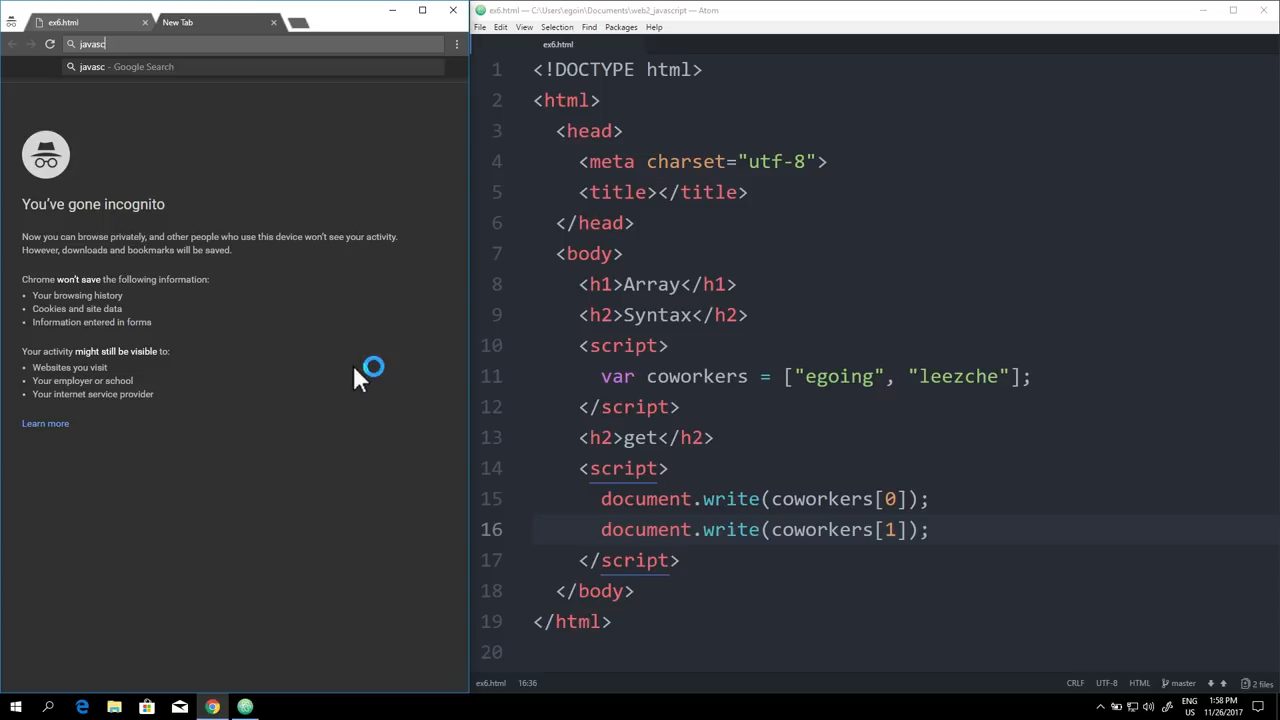 ex6.html
New Tab
javasc
javasc - Google Search
You've gone incognito
Now you can browse privately, and other people who use this device won't see your activity.
However, downloads and bookmarks will be saved.
Chrome won't save the following information:
• Your browsing history
• Cookies and site data
• Information entered in forms
Your activity might still be visible to:
• Websites you visit
• Your employer or school
• Your internet service provider
Learn more
ex6.html — C:\Users\egoin\Documents\web2_javascript — Atom
File Edit View Selection Find Packages Help
ex6.html
1 <!DOCTYPE html>
2 <html>
3 <head>
4 <meta charset="utf-8">
5 <title></title>
6 </head>
7 <body>
8 <h1>Array</h1>
9 <h2>Syntax</h2>
10 <script>
11 var coworkers = ["egoing", "leezche"];
12 </script>
13 <h2>get</h2>
14 <script>
15 document.write(coworkers[0]);
16 document.write(coworkers[1]);
17 </script>
18 </body>
19 </html>
20
ex6.html 16:36
CRLF UTF-8 HTML master 2 files
ENG
US
1:58 PM
11/26/2017